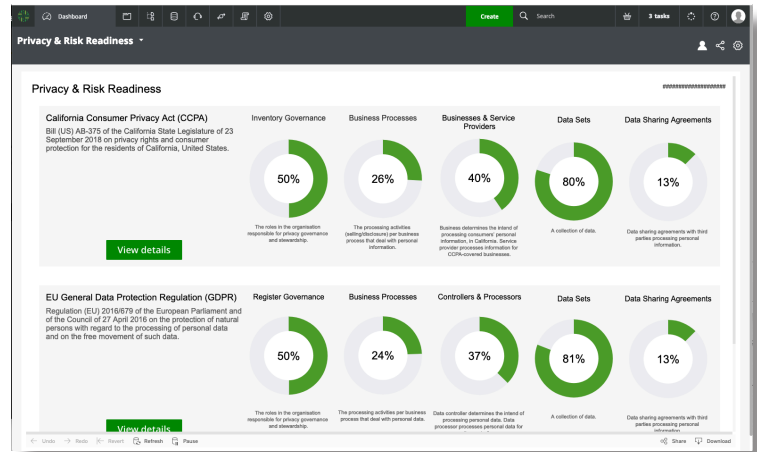 Dashboard
Create
Search
3 tasks
Privacy & Risk Readiness
Privacy & Risk Readiness
####################
California Consumer Privacy Act (CCPA)
Bill (US) AB-375 of the California State Legislature of 23
September 2018 on privacy rights and consumer
protection for the residents of California, United States.
View details
Inventory Governance
50%
The roles in the organisation
responsible for privacy governance
and stewardship.
Business Processes
26%
The processing activities
(selling/disclosure) per business
process that deal with personal
information.
Businesses & Service
Providers
40%
Business determines the intend of
processing consumers' personal
information, in California. Service
provider processes information for
CCPA-covered businesses.
Data Sets
80%
A collection of data.
Data Sharing Agreements
13%
Data sharing agreements with third
parties processing personal
information.
EU General Data Protection Regulation (GDPR)
Regulation (EU) 2016/679 of the European Parliament and
of the Council of 27 April 2016 on the protection of natural
persons with regard to the processing of personal data
and on the free movement of such data.
View details
Register Governance
50%
The roles in the organisation
responsible for privacy governance
and stewardship.
Business Processes
24%
The processing activities per business
process that deal with personal data.
Controllers & Processors
37%
Data controller determines the intend of
processing personal data. Data
processor processes personal data for
Data Sets
81%
A collection of data.
Data Sharing Agreements
13%
Data sharing agreements with third
parties processing personal
information.
Undo
Redo
Revert
Refresh
Pause
Share
Download